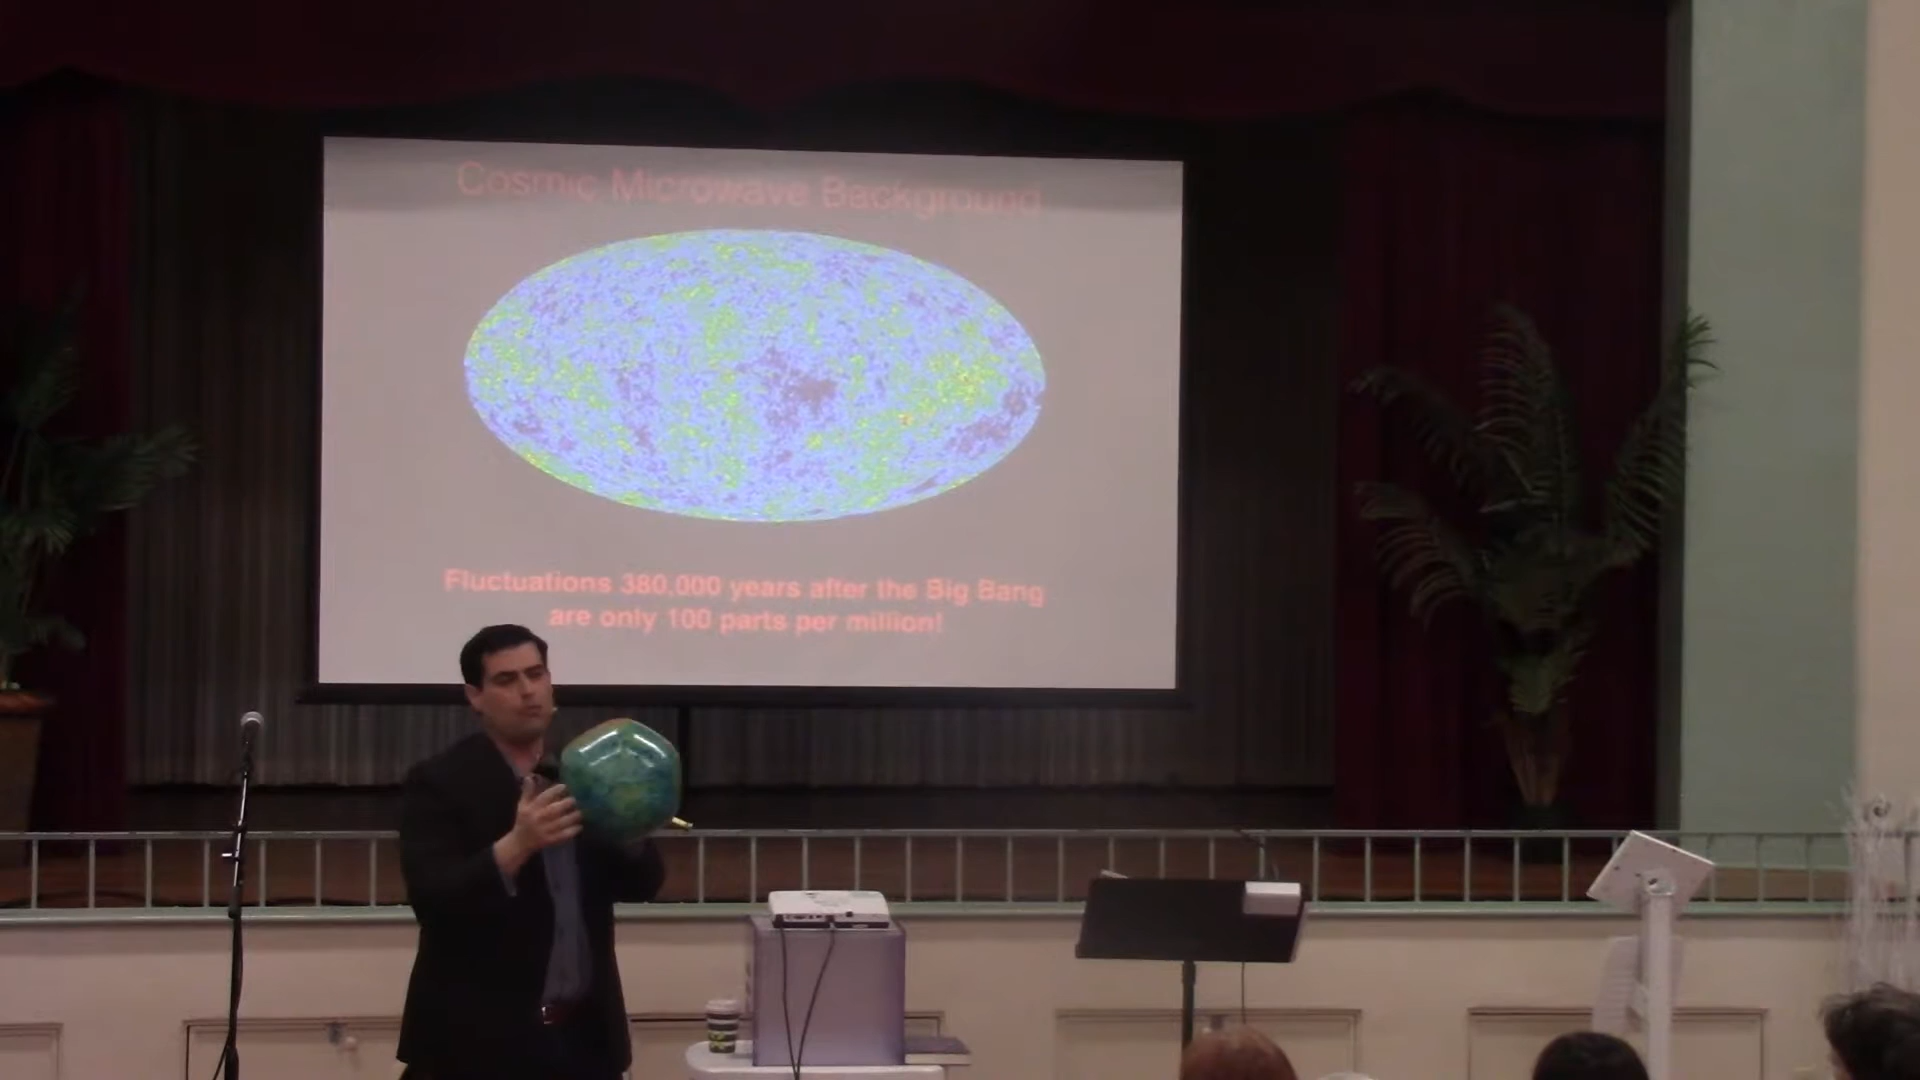 Cosmic Microwave Background
Fluctuations 380,000 years after the Big Bang
are only 100 parts per million!